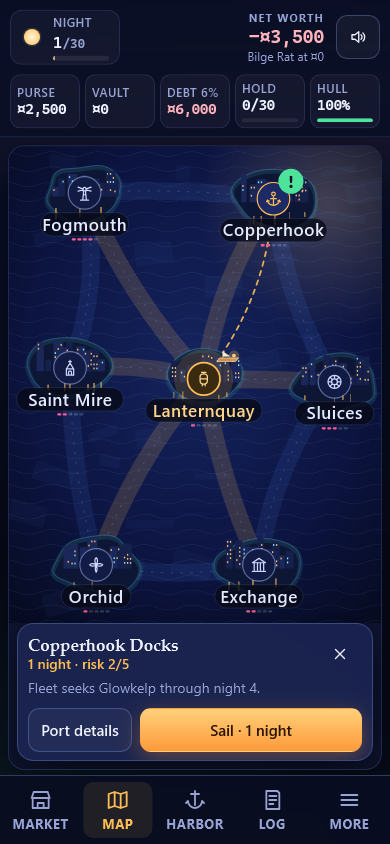 NIGHT
1/30
NET WORTH
−¤3,500
Bilge Rat at ¤0
PURSE
¤2,500
VAULT
¤0
DEBT 6%
¤6,000
HOLD
0/30
HULL
100%
Fogmouth
!
Copperhook
Saint Mire
Lanternquay
Sluices
Orchid
Exchange
Copperhook Docks
1 night · risk 2/5
Fleet seeks Glowkelp through night 4.
Port details
Sail · 1 night
MARKET
MAP
HARBOR
LOG
MORE